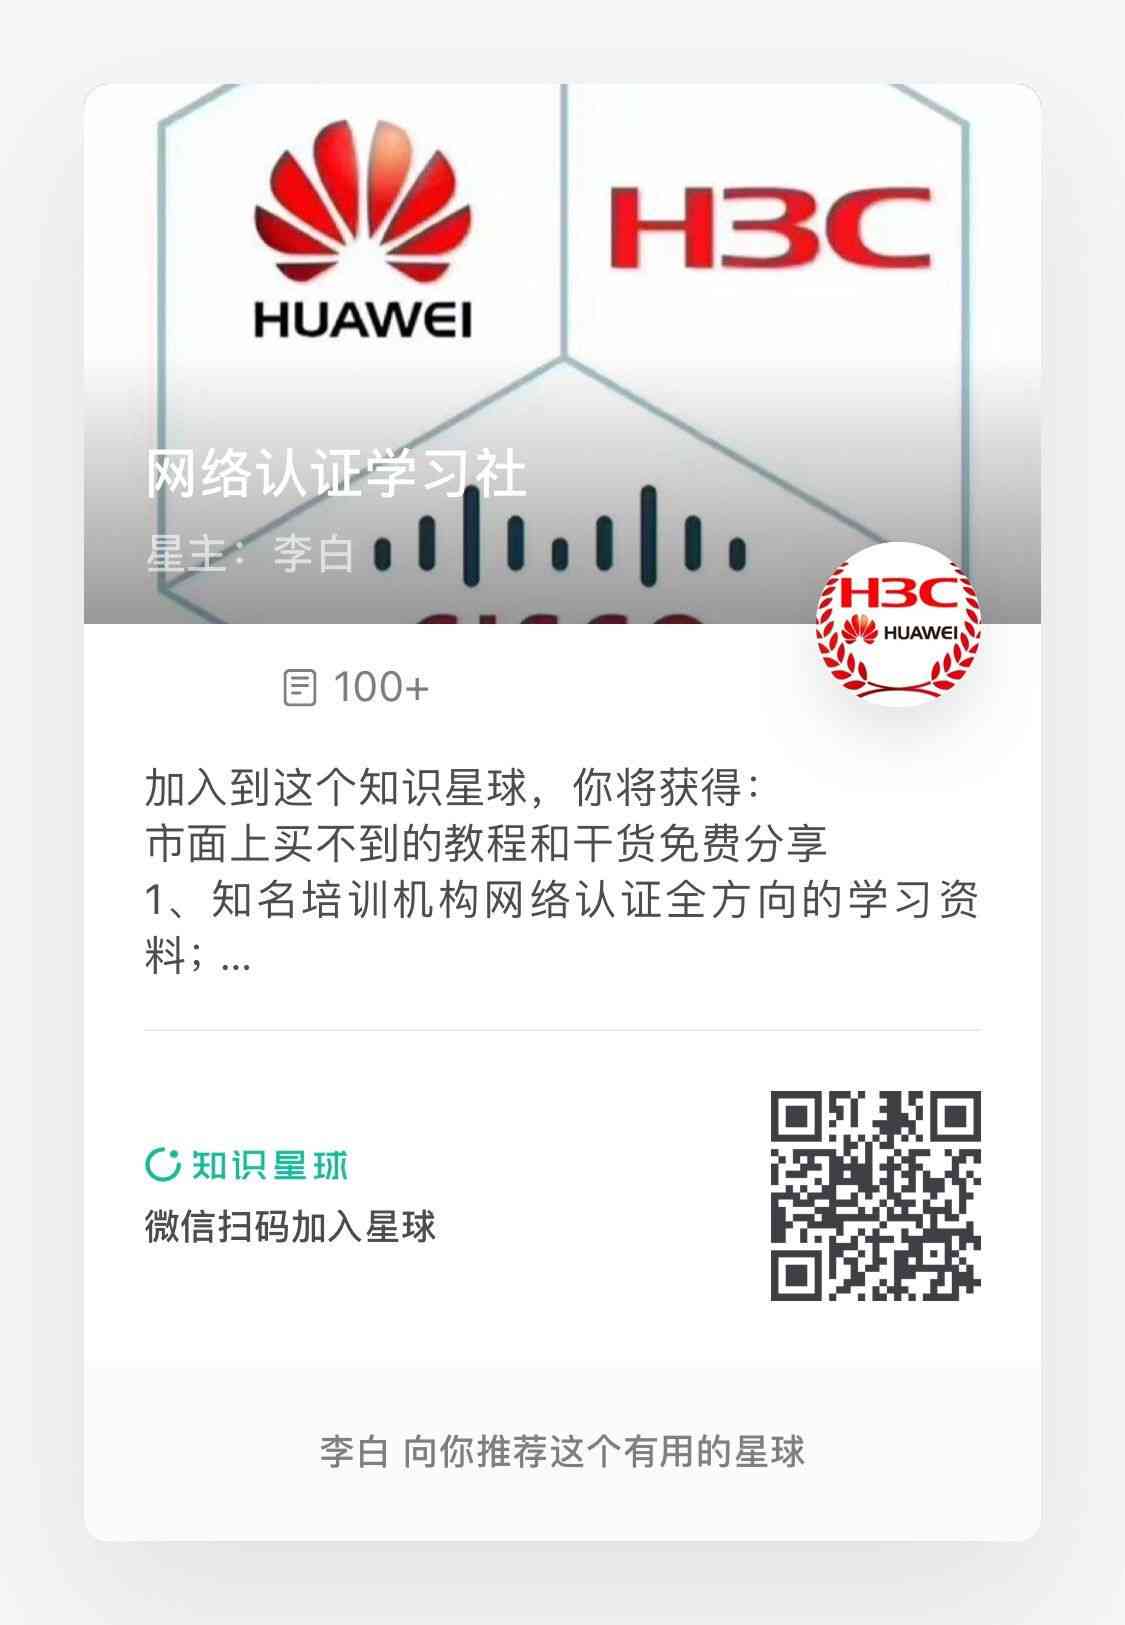 HUAWEI
H3C
网络认证学习社
星主：李白
CISCO
H3C
HUAWEI
100+
加入到这个知识星球，你将获得：
市面上买不到的教程和干货免费分享
1、知名培训机构网络认证全方向的学习资
料；...
知识星球
微信扫码加入星球
李白 向你推荐这个有用的星球